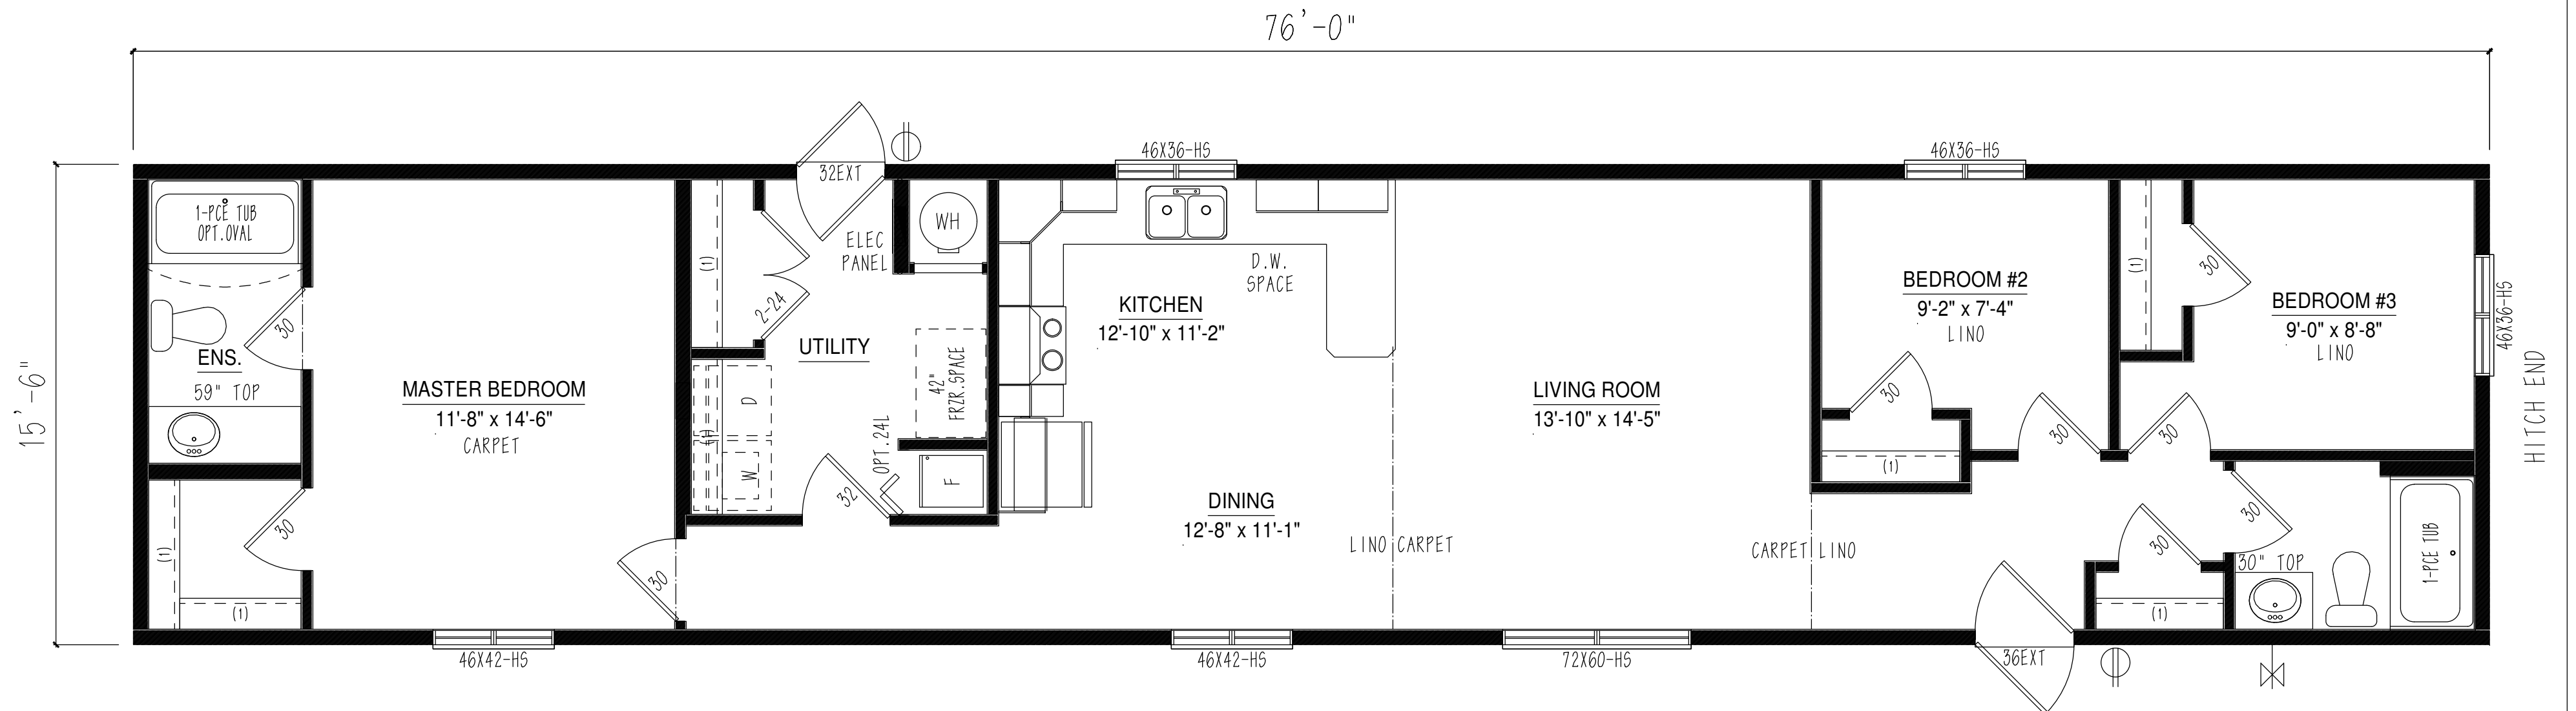 76'-0"
15'-6"
46X36-HS
46X36-HS
32EXT
1-PCE TUB
OPT.OVAL
30
ENS.
59" TOP
30
(1)
(1)
MASTER BEDROOM
11'-8" x 14'-6"
CARPET
30
46X42-HS
(1)
2-24
ELEC
PANEL
WH
UTILITY
42"
FRZR.SPACE
D
(1)
W
OPT.24L
32
F
D.W.
SPACE
KITCHEN
12'-10" x 11'-2"
DINING
12'-8" x 11'-1"
LINO
CARPET
46X42-HS
LIVING ROOM
13'-10" x 14'-5"
72X60-HS
CARPET
LINO
BEDROOM #2
9'-2" x 7'-4"
LINO
30
(1)
30
(1)
30
BEDROOM #3
9'-0" x 8'-8"
LINO
30
46X36-HS
HITCH END
30
30
30" TOP
(1)
1-PCE TUB
36EXT